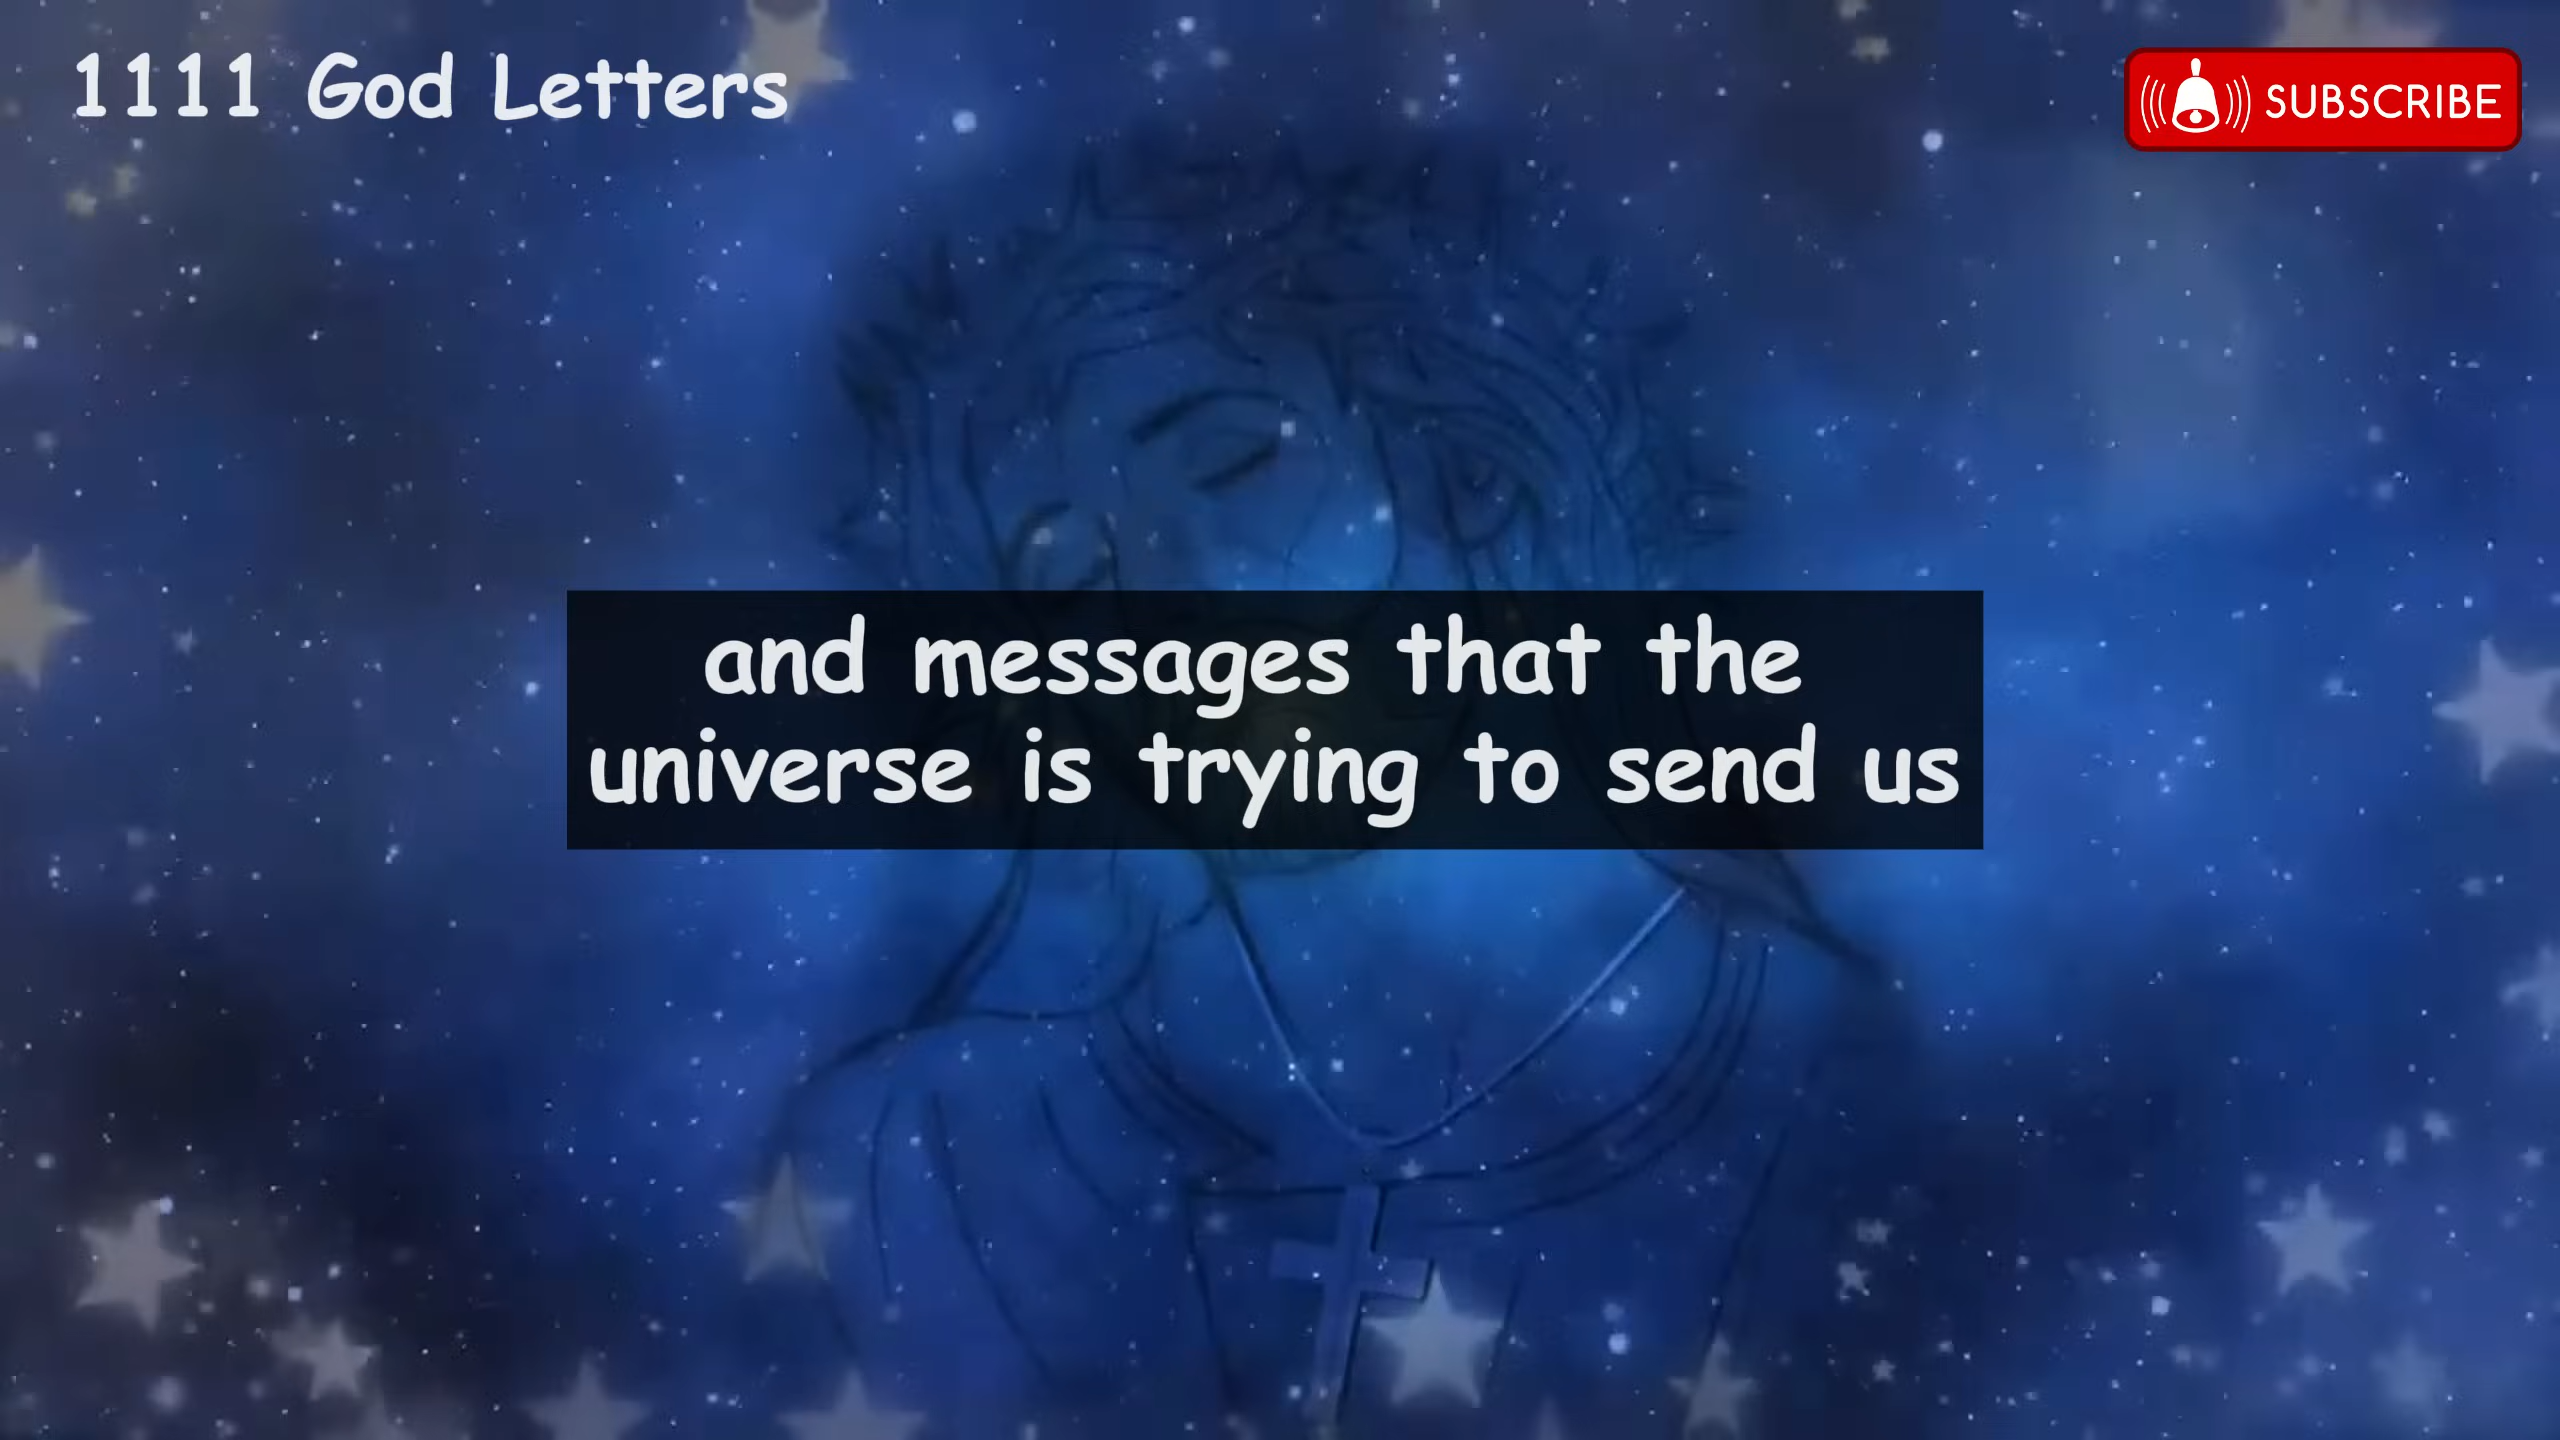 1111 God Letters
SUBSCRIBE
and messages that the
universe is trying to send us